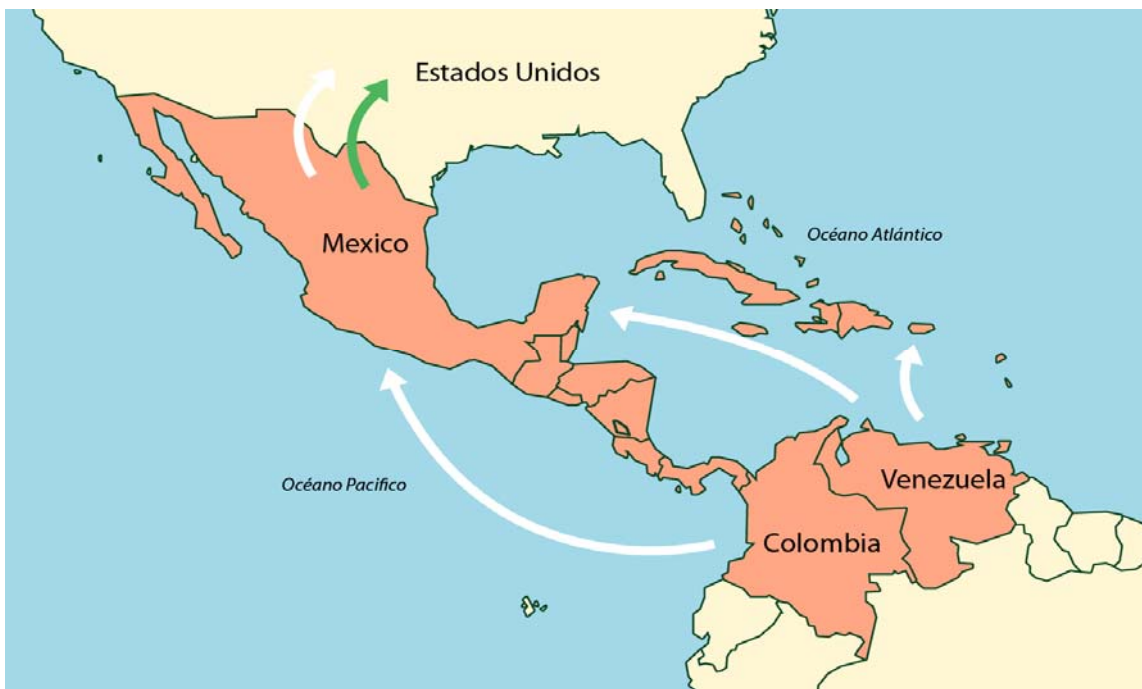 Estados Unidos
Mexico
Océano Atlántico
Océano Pacifico
Venezuela
Colombia